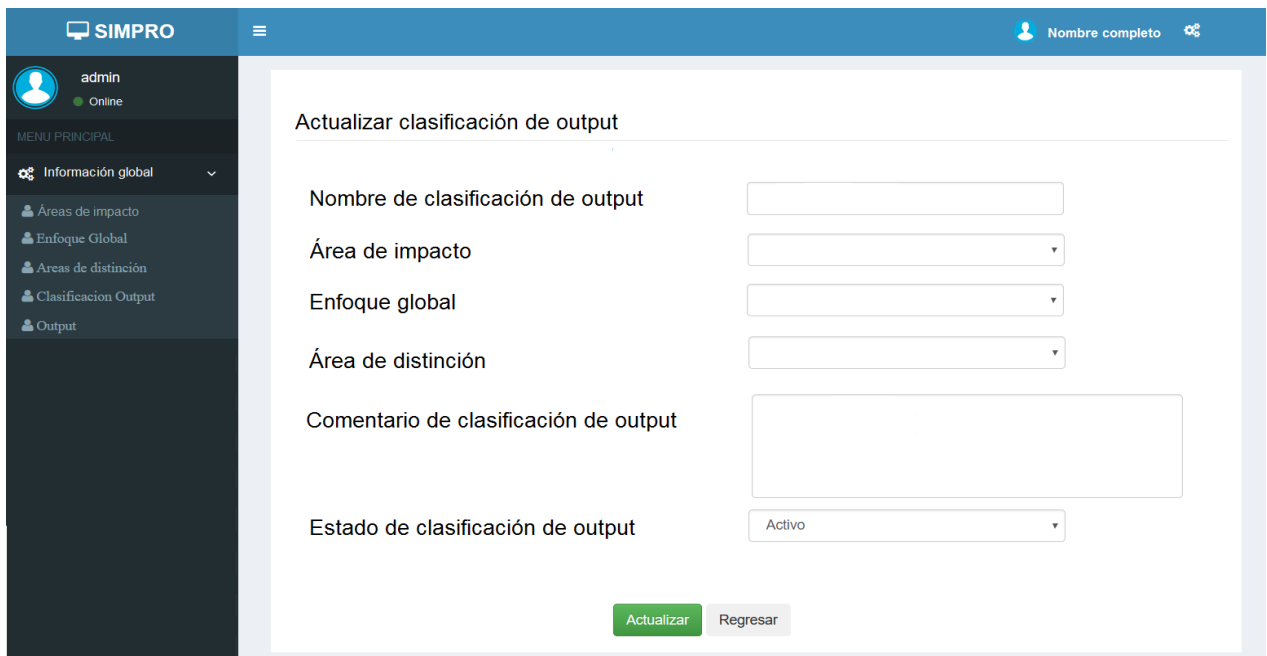 SIMPRO
Nombre completo
admin
Online
MENU PRINCIPAL
Información global
Áreas de impacto
Enfoque Global
Areas de distinción
Clasificacion Output
Output
Actualizar clasificación de output
Nombre de clasificación de output
Área de impacto
Enfoque global
Área de distinción
Comentario de clasificación de output
Estado de clasificación de output
Activo
Actualizar
Regresar